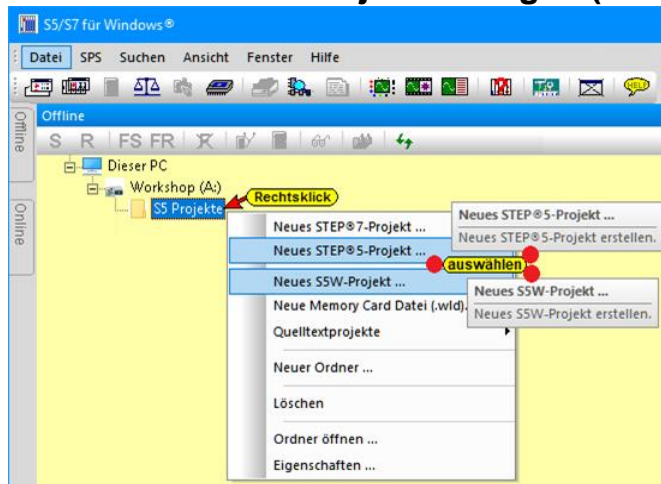 S5/S7 für Windows®
Datei SPS Suchen Ansicht Fenster Hilfe
HELP
Offline
Online
Offline
S R FS FR
Dieser PC
Workshop (A:)
S5 Projekte
Rechtsklick
Neues STEP®7-Projekt ...
Neues STEP®5-Projekt ...
Neues S5W-Projekt ...
Neue Memory Card Datei (.wld)
Quelltextprojekte
Neuer Ordner ...
Löschen
Ordner öffnen ...
Eigenschaften ...
auswählen
Neues STEP®5-Projekt ...
Neues STEP®5-Projekt erstellen.
Neues S5W-Projekt ...
Neues S5W-Projekt erstellen.